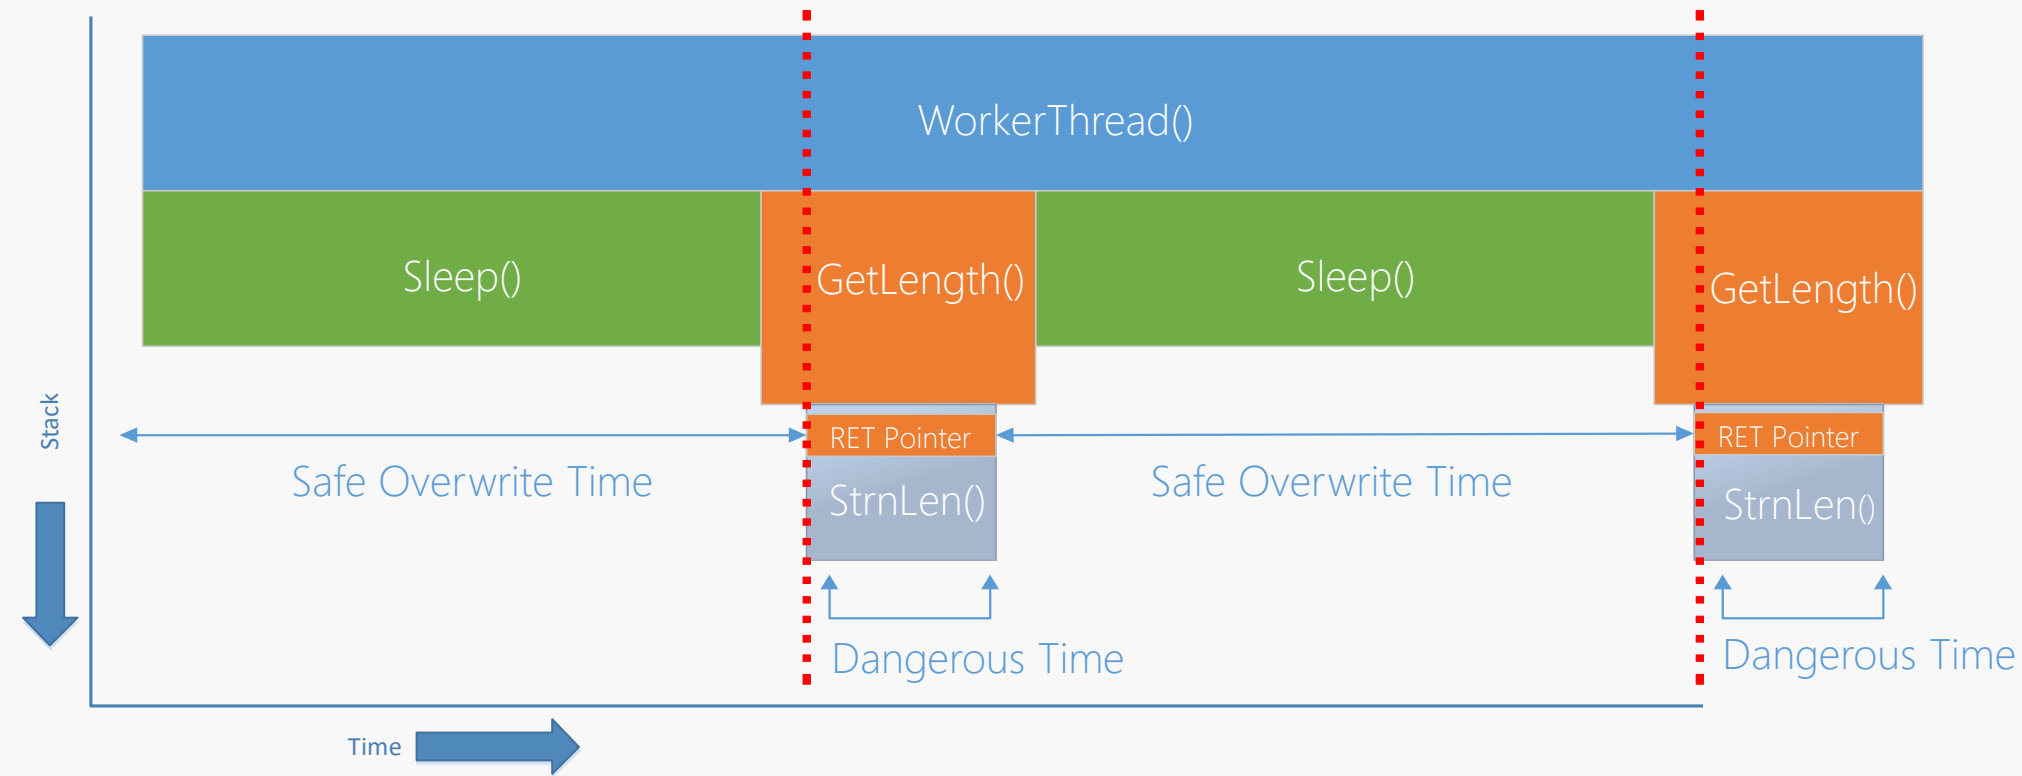 WorkerThread()
Sleep()
GetLength()
Sleep()
GetLength()
Stack
RET Pointer
RET Pointer
Safe Overwrite Time
StrnLen()
Safe Overwrite Time
StrnLen()
Dangerous Time
Dangerous Time
Time